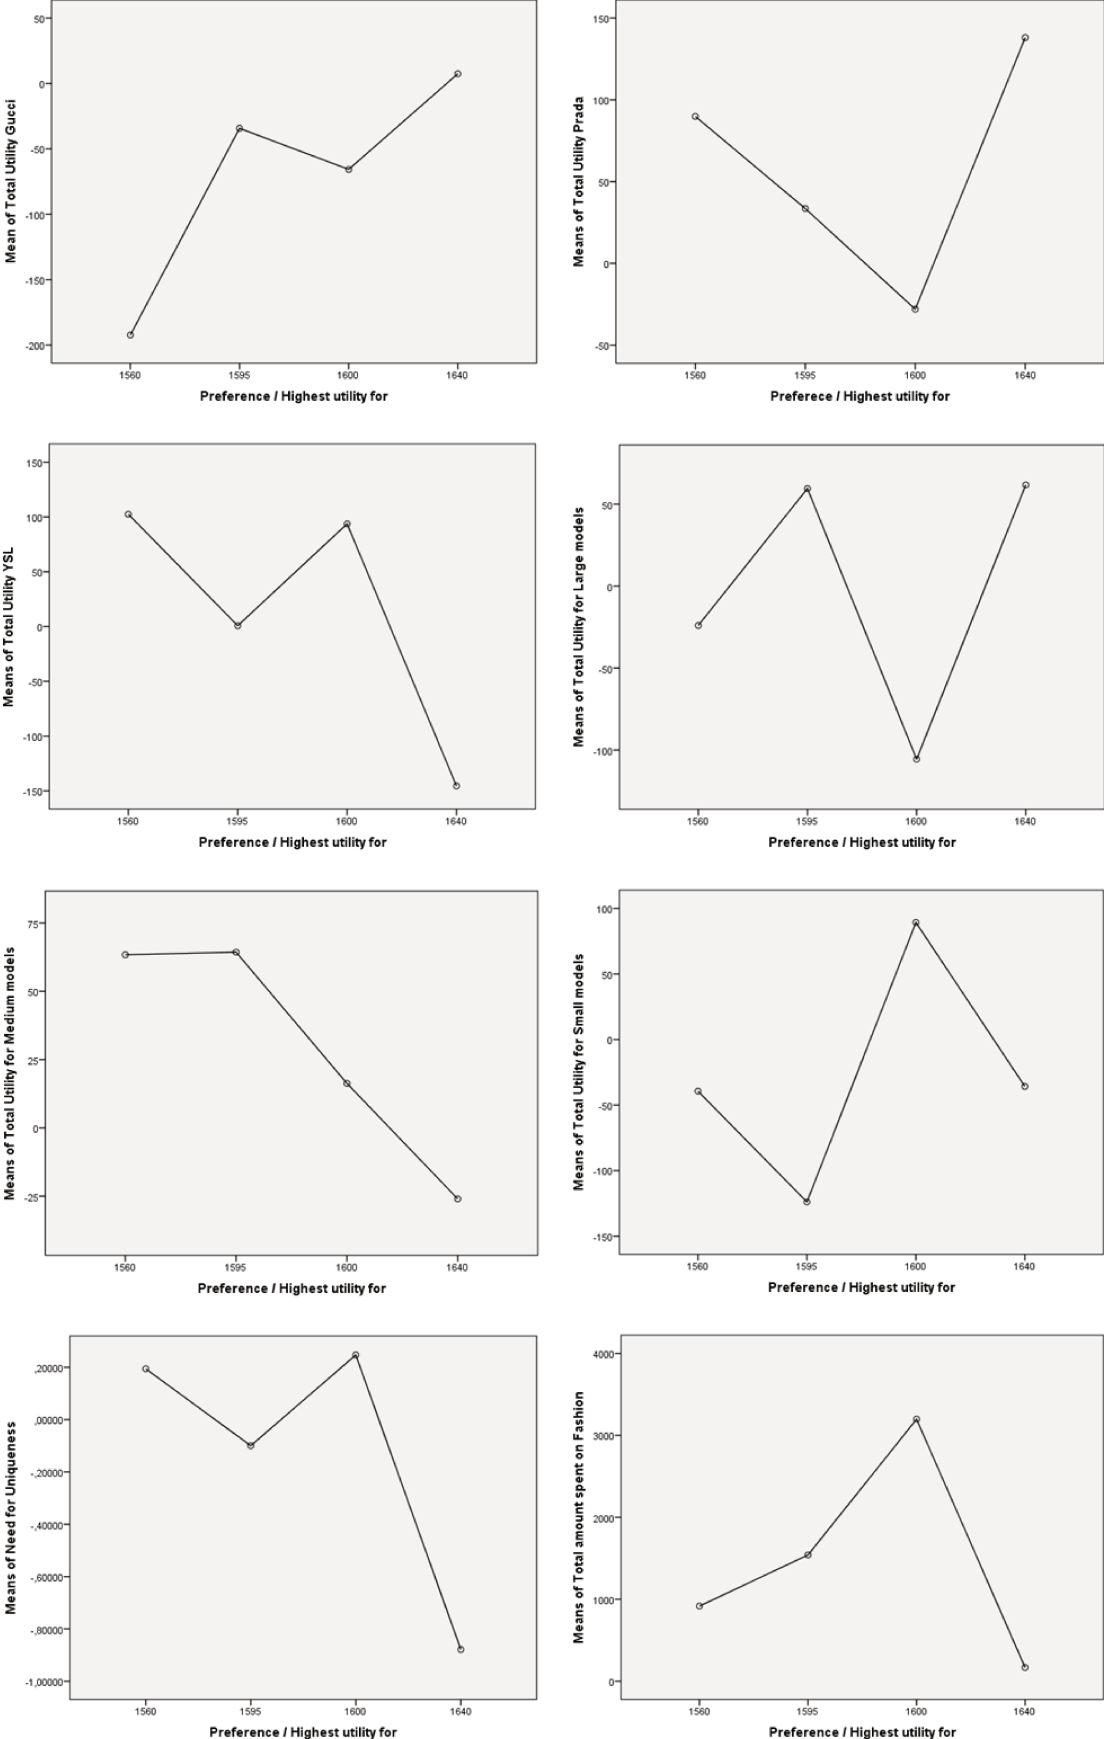 Mean of Total Utility Gucci
50
0
-50
-100
-150
-200
1560 1595 1600 1640
Preference / Highest utility for
Means of Total Utility Prada
150
100
50
0
-50
1560 1595 1600 1640
Preferece / Highest utility for
Means of Total Utility YSL
150
100
50
0
-50
-100
-150
1560 1595 1600 1640
Preference / Highest utility for
Means of Total Utility for Large models
50
0
-50
-100
1560 1595 1600 1640
Preference / Highest utility for
Means of Total Utility for Medium models
75
50
25
0
-25
1560 1595 1600 1640
Preference / Highest utility for
Means of Total Utility for Small models
100
50
0
-50
-100
-150
1560 1595 1600 1640
Preference / Highest utility for
Means of Need for Uniqueness
,20000
,00000
-,20000
-,40000
-,60000
-,80000
-1,00000
1560 1595 1600 1640
Preference / Highest utility for
Means of Total amount spent on Fashion
4000
3000
2000
1000
0
1560 1595 1600 1640
Preference / Highest utility for